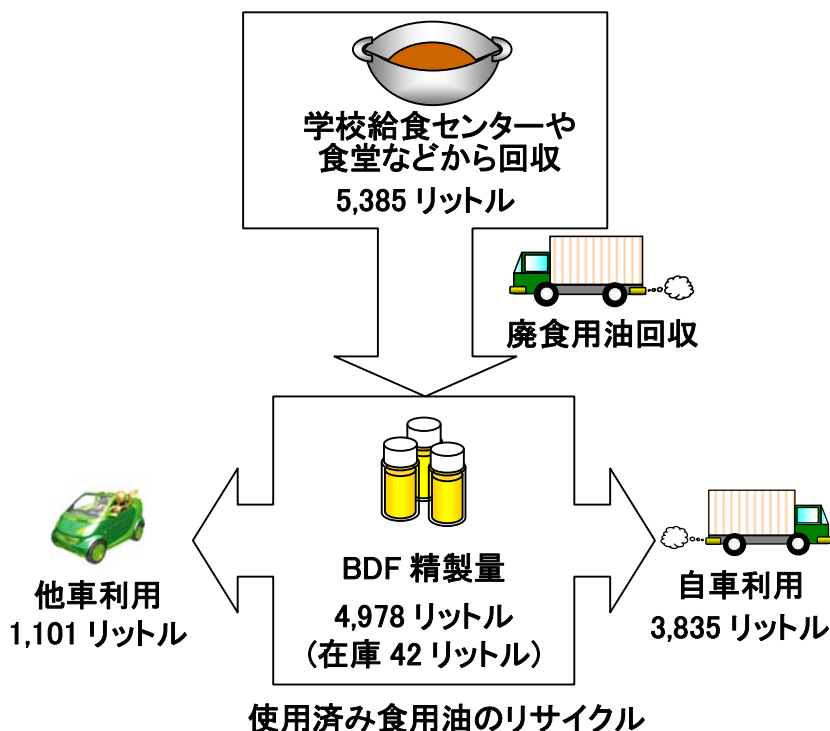 学校給食センターや
食堂などから回収
5,385 リットル
廃食用油回収
BDF 精製量
4,978 リットル
(在庫 42 リットル)
他車利用
1,101 リットル
自車利用
3,835 リットル
使用済み食用油のリサイクル